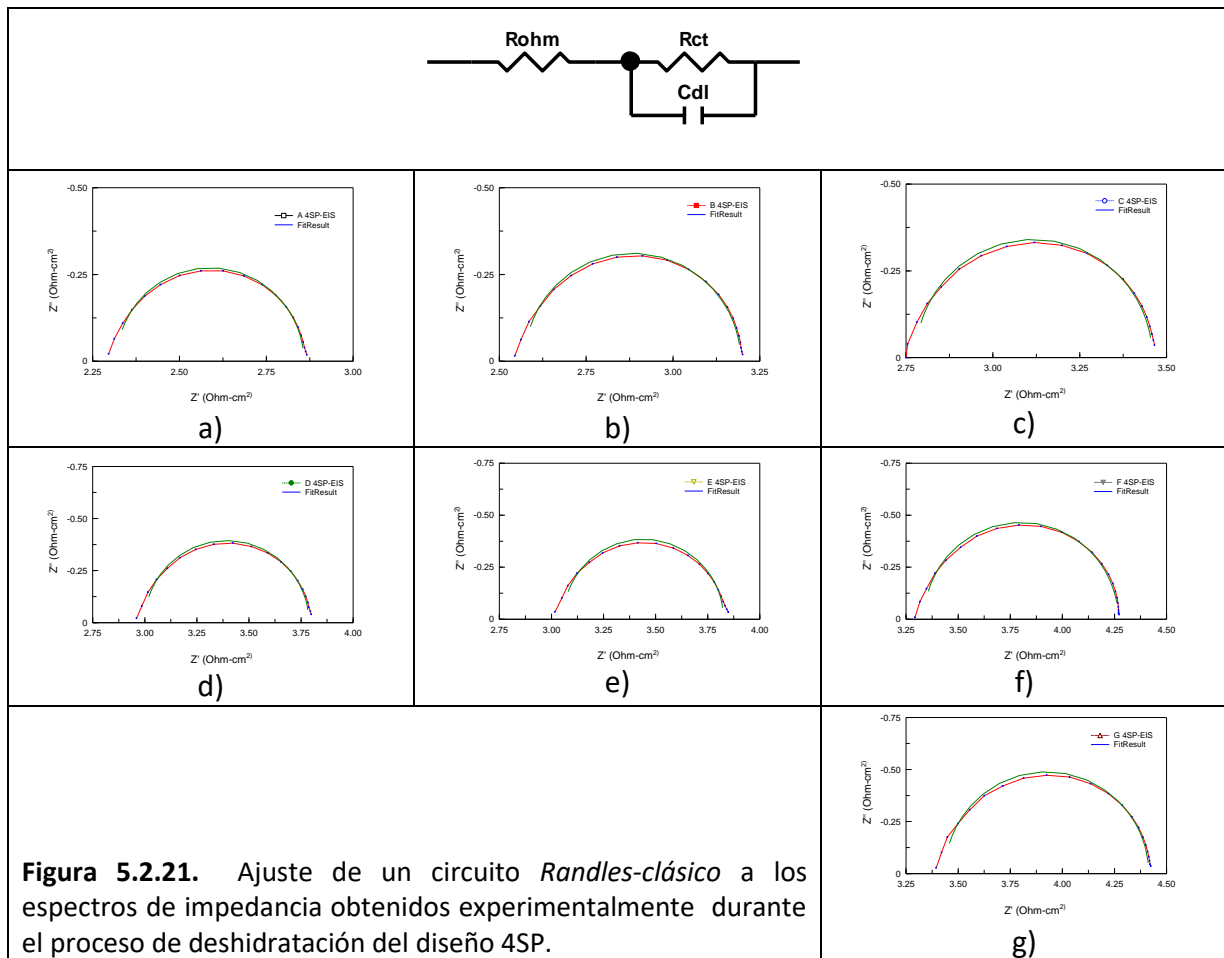 Rohm
Rct
Cdl
-0.50
A 4SP-EIS
FitResult
-0.25
0
2.25 2.50 2.75 3.00
Z'' (Ohm-cm²)
Z' (Ohm-cm²)
a)
-0.50
B 4SP-EIS
FitResult
-0.25
0
2.50 2.75 3.00 3.25
Z'' (Ohm-cm²)
Z' (Ohm-cm²)
b)
-0.50
C 4SP-EIS
FitResult
-0.25
0
2.75 3.00 3.25 3.50
Z'' (Ohm-cm²)
Z' (Ohm-cm²)
c)
-0.75
D 4SP-EIS
FitResult
-0.50
-0.25
0
2.75 3.00 3.25 3.50 3.75 4.00
Z'' (Ohm-cm²)
Z' (Ohm-cm²)
d)
-0.75
E 4SP-EIS
FitResult
-0.50
-0.25
0
2.75 3.00 3.25 3.50 3.75 4.00
Z'' (Ohm-cm²)
Z' (Ohm-cm²)
e)
-0.75
F 4SP-EIS
FitResult
-0.50
-0.25
0
3.25 3.50 3.75 4.00 4.25 4.50
Z'' (Ohm-cm²)
Z' (Ohm-cm²)
f)
-0.75
G 4SP-EIS
FitResult
-0.50
-0.25
0
3.25 3.50 3.75 4.00 4.25 4.50
Z'' (Ohm-cm²)
Z' (Ohm-cm²)
g)
Figura 5.2.21. Ajuste de un circuito Randles-clásico a los
espectros de impedancia obtenidos experimentalmente durante
el proceso de deshidratación del diseño 4SP.